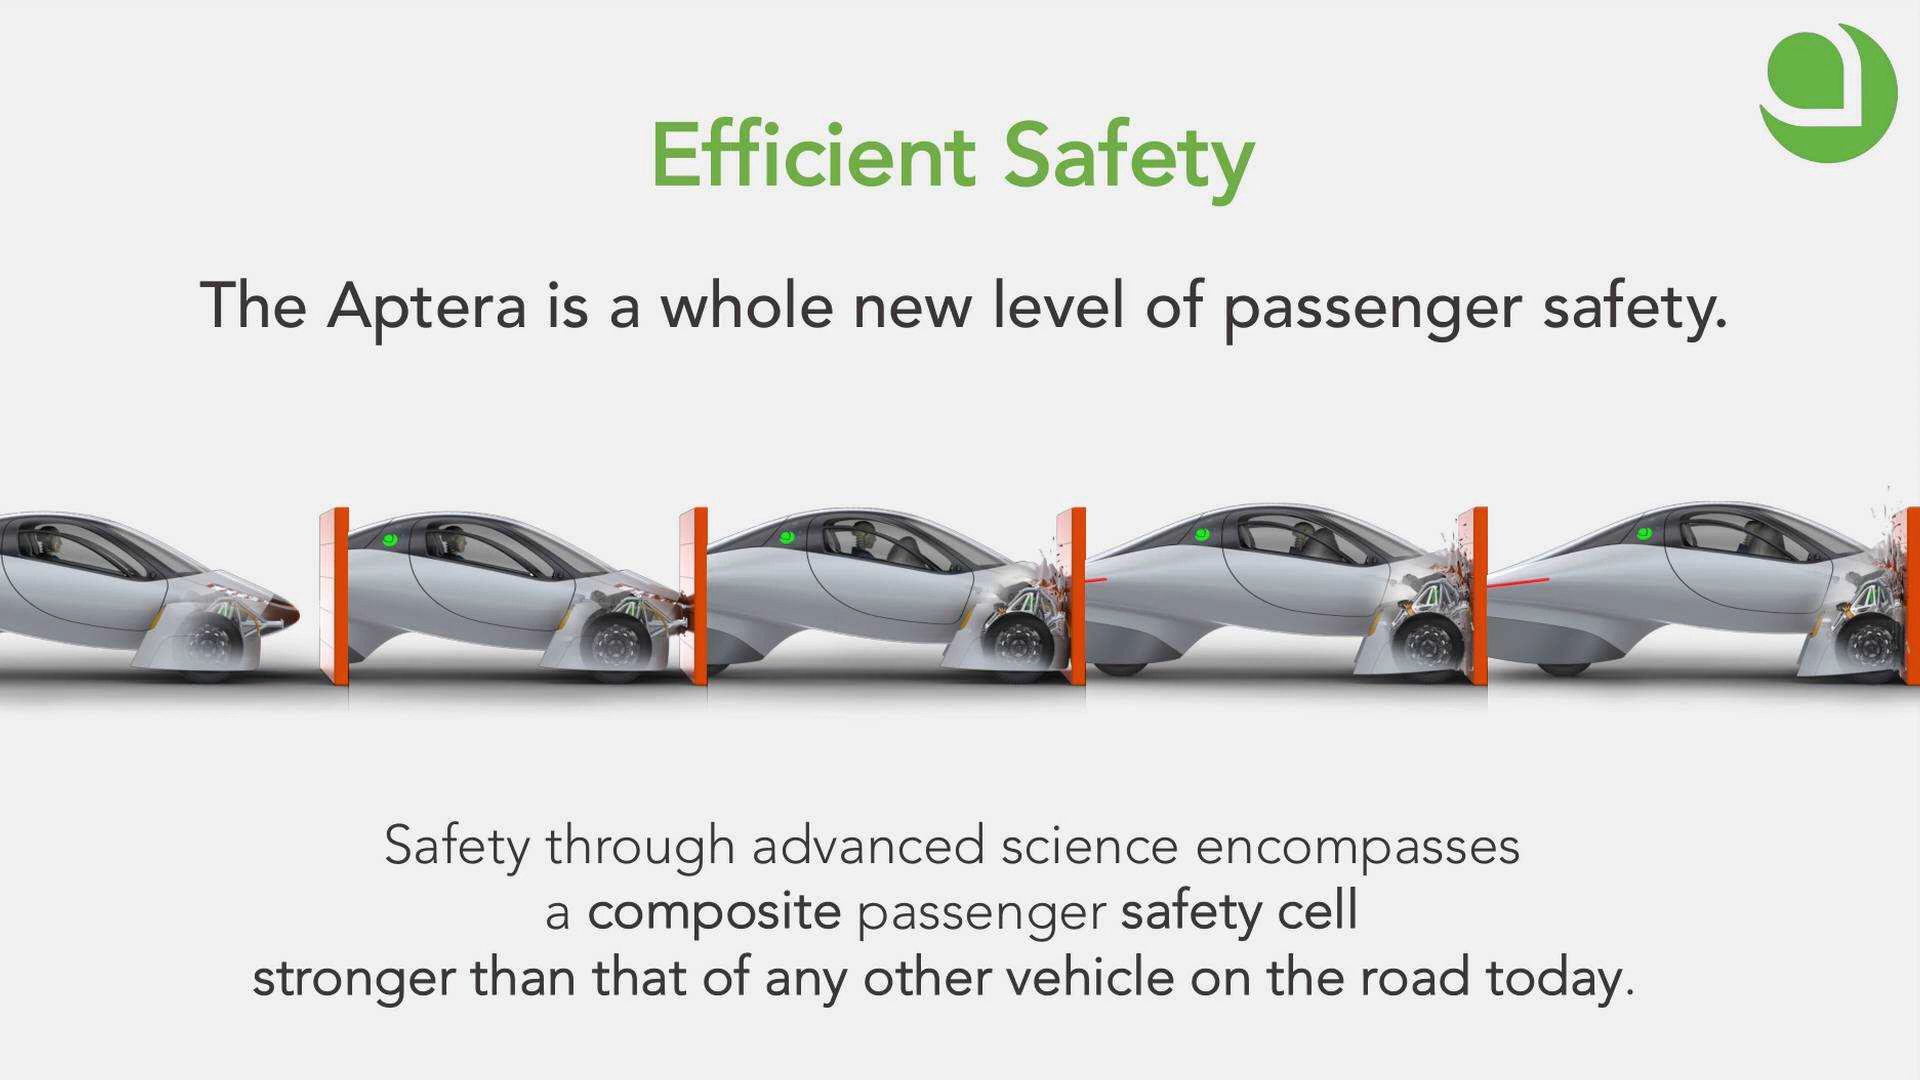 Efficient Safety
The Aptera is a whole new level of passenger safety.
Safety through advanced science encompasses
a composite passenger safety cell
stronger than that of any other vehicle on the road today.